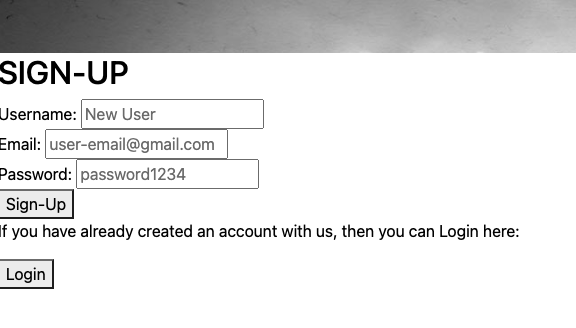 SIGN-UP
Username: New User
Email: user-email@gmail.com
Password: password1234
Sign-Up
If you have already created an account with us, then you can Login here:
Login